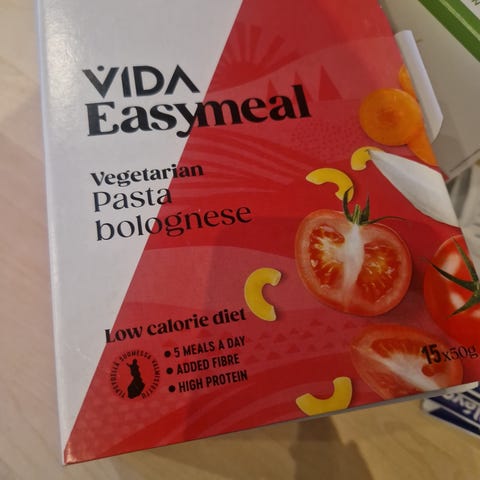 VIDA
Easymeal
Vegetarian
Pasta
bolognese
Low calorie diet
• 5 MEALS A DAY
• ADDED FIBRE
• HIGH PROTEIN
15x50g